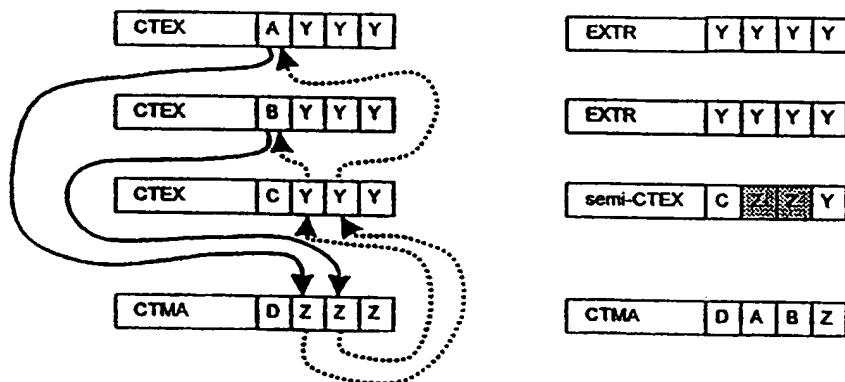 CTEX A Y Y Y EXTR Y Y Y Y
CTEX B Y Y Y EXTR Y Y Y Y
CTEX C Y Y Y semi-CTEX C Z Z Y
CTMA D Z Z Z CTMA D A B Z